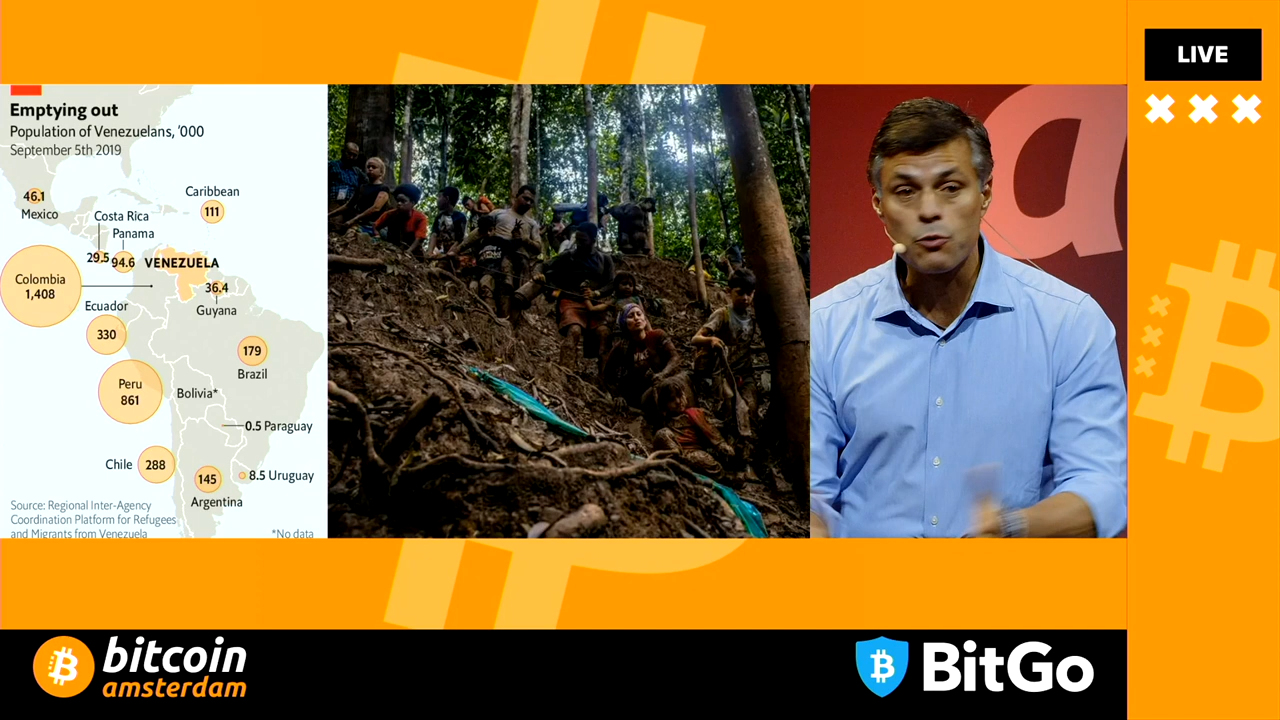 Emptying out
Population of Venezuelans, ’000
September 5th 2019
46.1
Mexico
Caribbean
111
Costa Rica
29.5
Panama
94.6
VENEZUELA
36.4
Guyana
Colombia
1,408
Ecuador
330
179
Brazil
Peru
861
Bolivia*
0.5 Paraguay
Chile 288
145
Argentina
8.5 Uruguay
Source: Regional Inter-Agency
Coordination Platform for Refugees
and Migrants from Venezuela
*No data
a
LIVE
bitcoin
amsterdam
BitGo